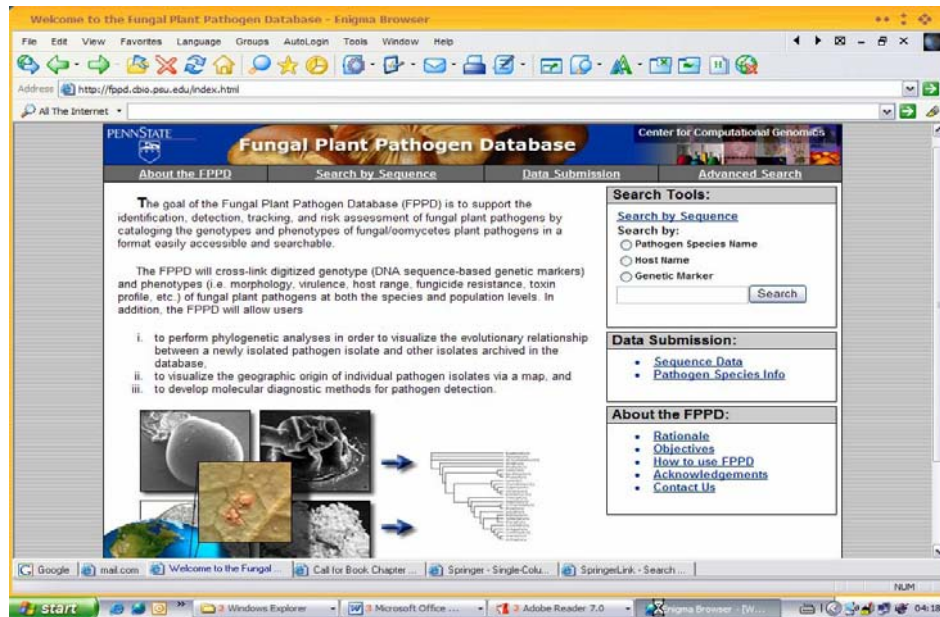 Welcome to the Fungal Plant Pathogen Database - Enigma Browser
File Edit View Favorites Language Groups AutoLogin Tools Window Help
Address http://fppd.cbio.psu.edu/index.html
All The Internet
PENNSTATE
Fungal Plant Pathogen Database
Center for Computational Genomics
About the FPPD Search by Sequence Data Submission Advanced Search
The goal of the Fungal Plant Pathogen Database (FPPD) is to support the
identification, detection, tracking, and risk assessment of fungal plant pathogens by
cataloging the genotypes and phenotypes of fungal/oomycetes plant pathogens in a
format easily accessible and searchable.
The FPPD will cross-link digitized genotype (DNA sequence-based genetic markers)
and phenotypes (i.e. morphology, virulence, host range, fungicide resistance, toxin
profile, etc.) of fungal plant pathogens at both the species and population levels. In
addition, the FPPD will allow users
i. to perform phylogenetic analyses in order to visualize the evolutionary relationship
between a newly isolated pathogen isolate and other isolates archived in the
database,
ii. to visualize the geographic origin of individual pathogen isolates via a map, and
iii. to develop molecular diagnostic methods for pathogen detection.
Search Tools:
Search by Sequence
Search by:
Pathogen Species Name
Host Name
Genetic Marker
Search
Data Submission:
• Sequence Data
• Pathogen Species Info
About the FPPD:
• Rationale
• Objectives
• How to use FPPD
• Acknowledgements
• Contact Us
Google mail.com Welcome to the Fungal ... Call for Book Chapter ... Springer - Single-Colu... SpringerLink - Search ...
NUM
start 2 Windows Explorer 3 Microsoft Office ... 3 Adobe Reader 7.0 Enigma Browser - [W... 04:18